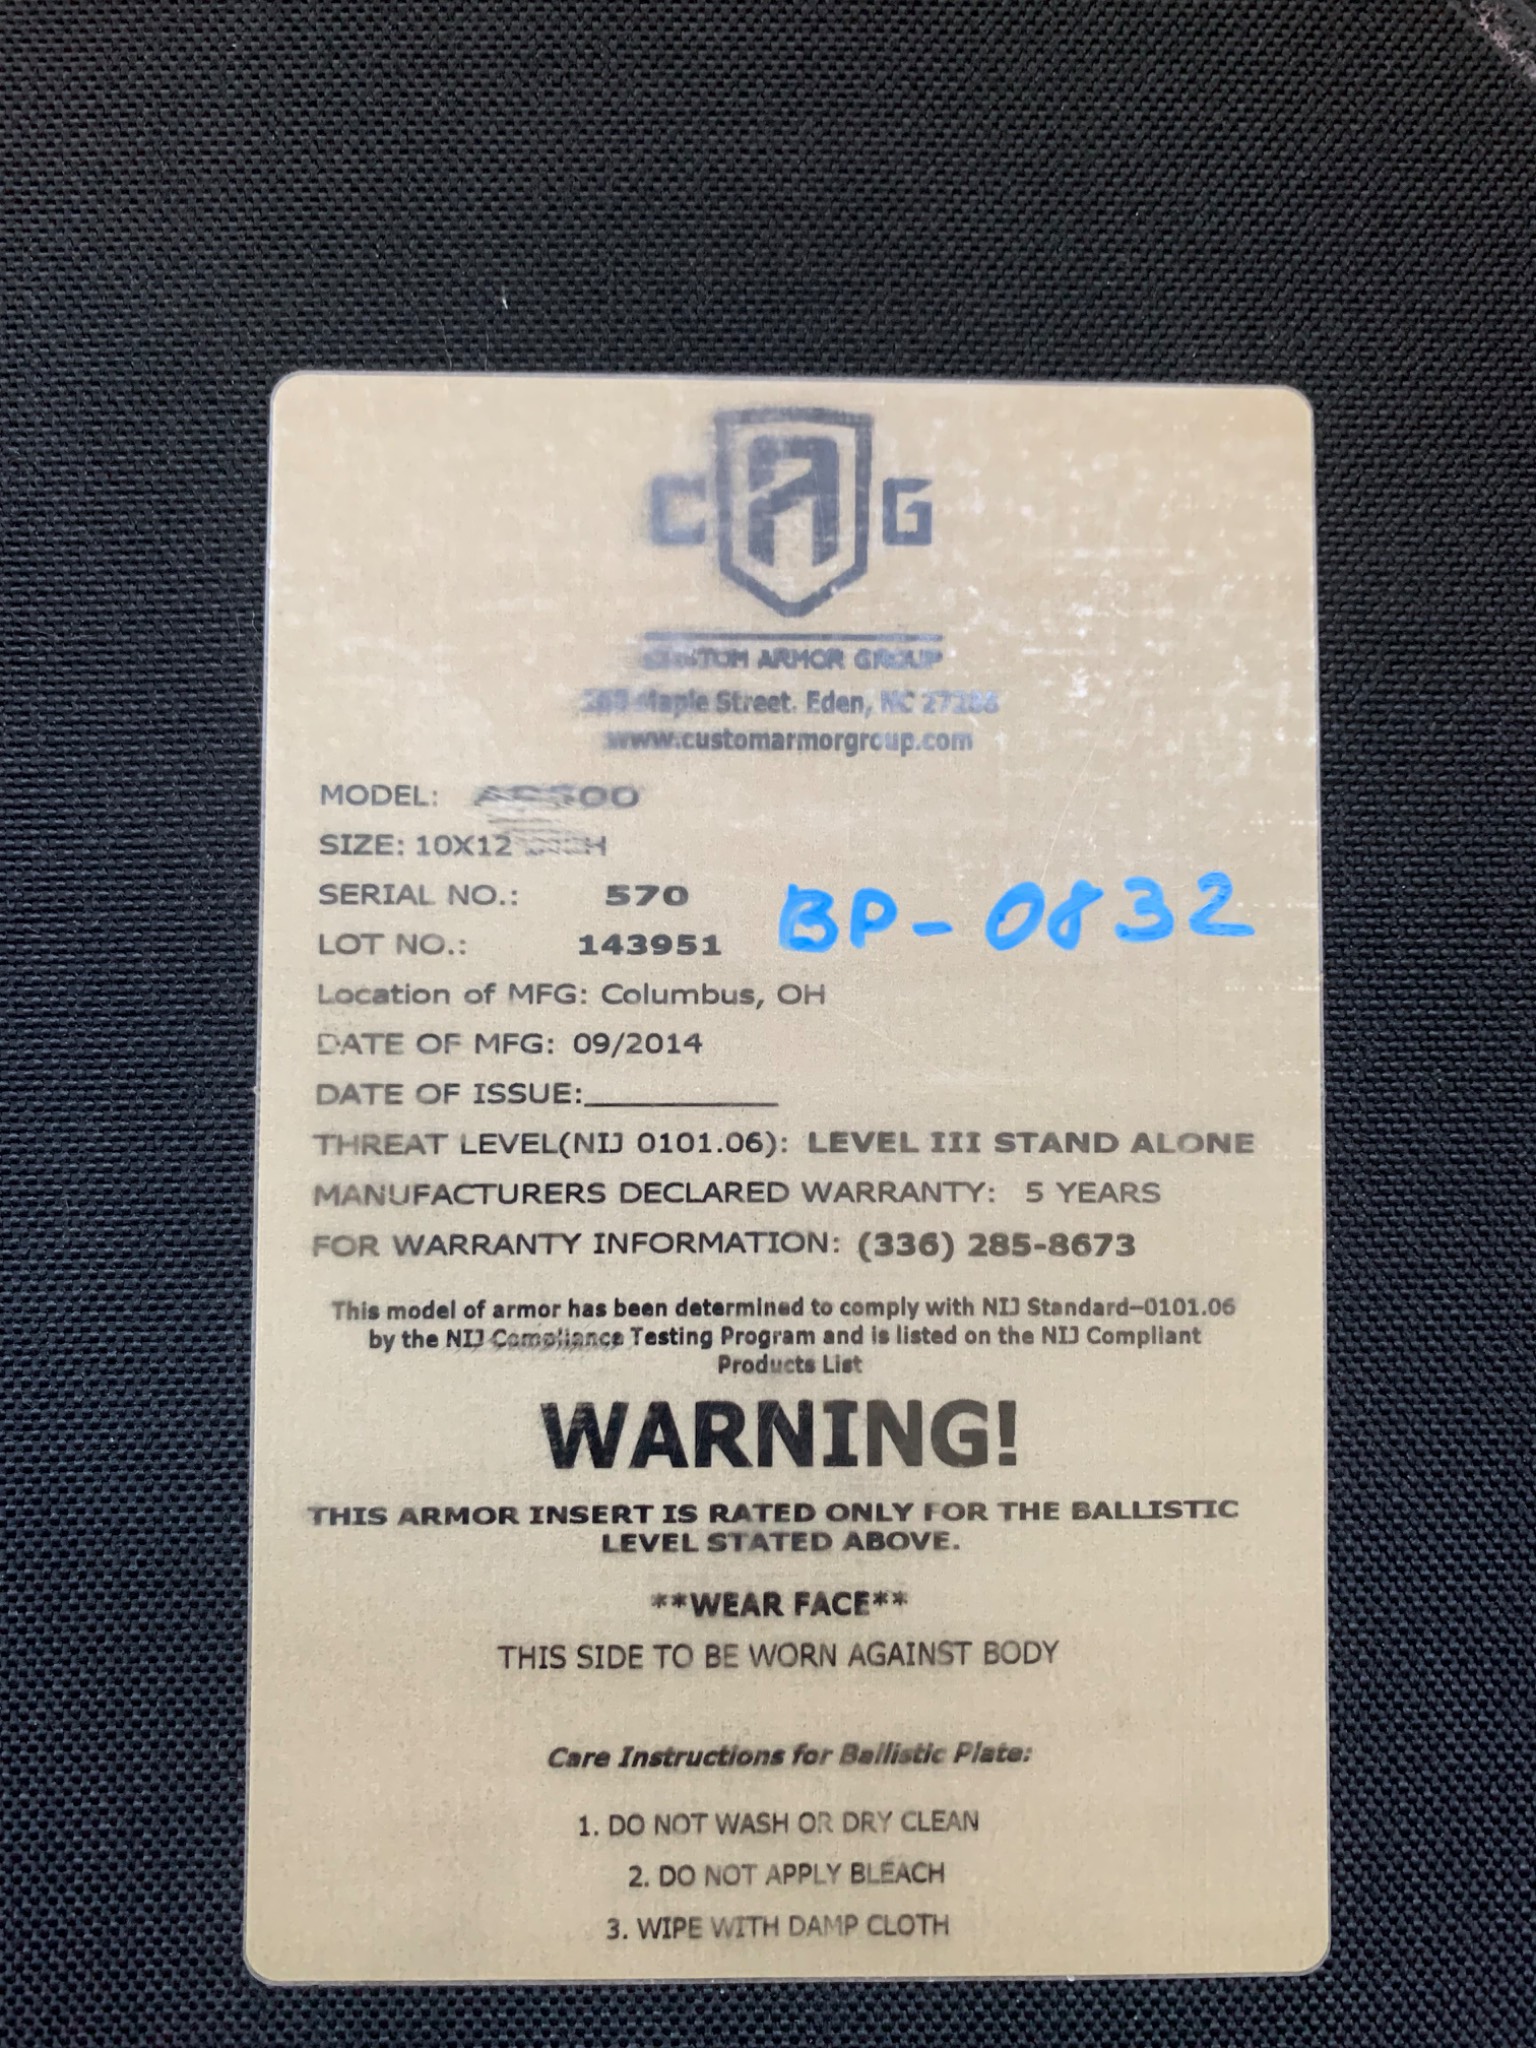 C A G
CUSTOM ARMOR GROUP
Maple Street. Eden, NC
www.customarmorgroup.com
MODEL:
SIZE: 10X12 INCH
SERIAL NO.: 570
LOT NO.: 143951
BP-0832
Location of MFG: Columbus, OH
DATE OF MFG: 09/2014
DATE OF ISSUE:__________
THREAT LEVEL(NIJ 0101.06): LEVEL III STAND ALONE
MANUFACTURERS DECLARED WARRANTY: 5 YEARS
FOR WARRANTY INFORMATION: (336) 285-8673
This model of armor has been determined to comply with NIJ Standard-0101.06
by the NIJ Compliance Testing Program and is listed on the NIJ Compliant
Products List
WARNING!
THIS ARMOR INSERT IS RATED ONLY FOR THE BALLISTIC
LEVEL STATED ABOVE.
**WEAR FACE**
THIS SIDE TO BE WORN AGAINST BODY
Care Instructions for Ballistic Plate:
1. DO NOT WASH OR DRY CLEAN
2. DO NOT APPLY BLEACH
3. WIPE WITH DAMP CLOTH